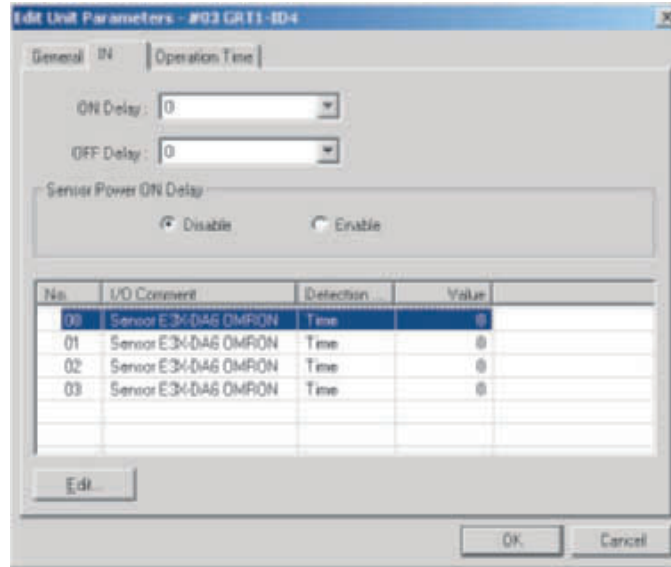 Edit Unit Parameters - #03 GRT1-ID4
General IN Operation Time
ON Delay : 0
OFF Delay : 0
Sensor Power ON Delay
Disable Enable
No. I/O Comment Detection ... Value
00 Sensor E3X-DA6 OMRON Time 0
01 Sensor E3X-DA6 OMRON Time 0
02 Sensor E3X-DA6 OMRON Time 0
03 Sensor E3X-DA6 OMRON Time 0
Edit...
OK Cancel